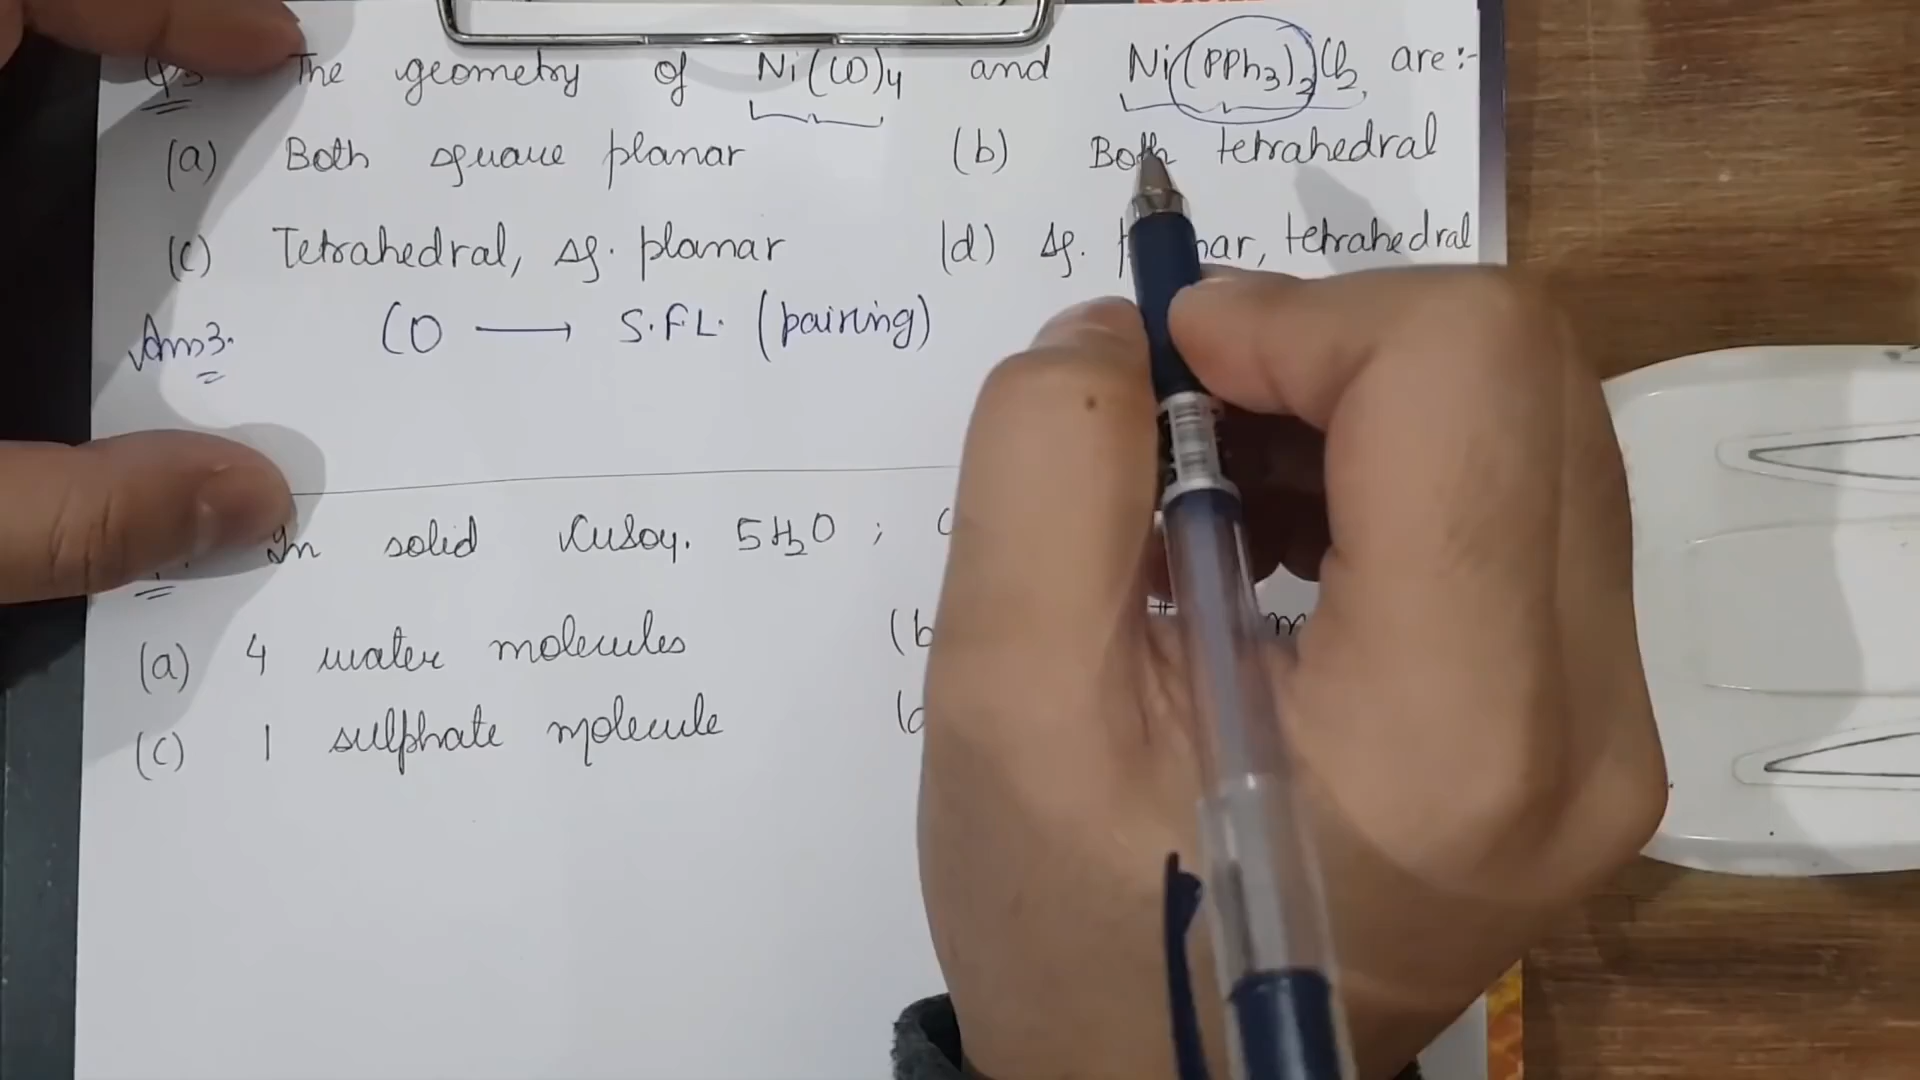 Q3 The geometry of Ni(CO)4 and Ni(PPh3)2Cl2 are :-
(a) Both square planar (b) Both tetrahedral
(c) Tetrahedral, sq. planar (d) sq. planar, tetrahedral
Ans3. CO → S.F.L. (pairing)
In solid CuSO4. 5H2O ;
(a) 4 water molecules (b
(c) 1 sulphate molecule (d